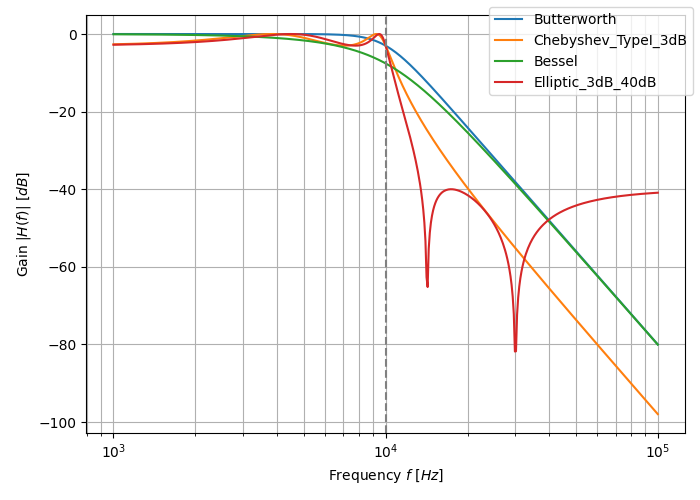 Butterworth
Chebyshev_TypeI_3dB
Bessel
Elliptic_3dB_40dB
0
−20
−40
−60
−80
−100
Gain |H(f)| [dB]
10³ 10⁴ 10⁵
Frequency f [Hz]